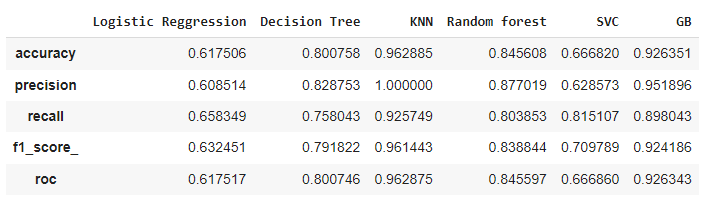 Logistic Reggression Decision Tree KNN Random forest SVC GB
accuracy 0.617506 0.800758 0.962885 0.845608 0.666820 0.926351
precision 0.608514 0.828753 1.000000 0.877019 0.628573 0.951896
recall 0.658349 0.758043 0.925749 0.803853 0.815107 0.898043
f1_score_ 0.632451 0.791822 0.961443 0.838844 0.709789 0.924186
roc 0.617517 0.800746 0.962875 0.845597 0.666860 0.926343